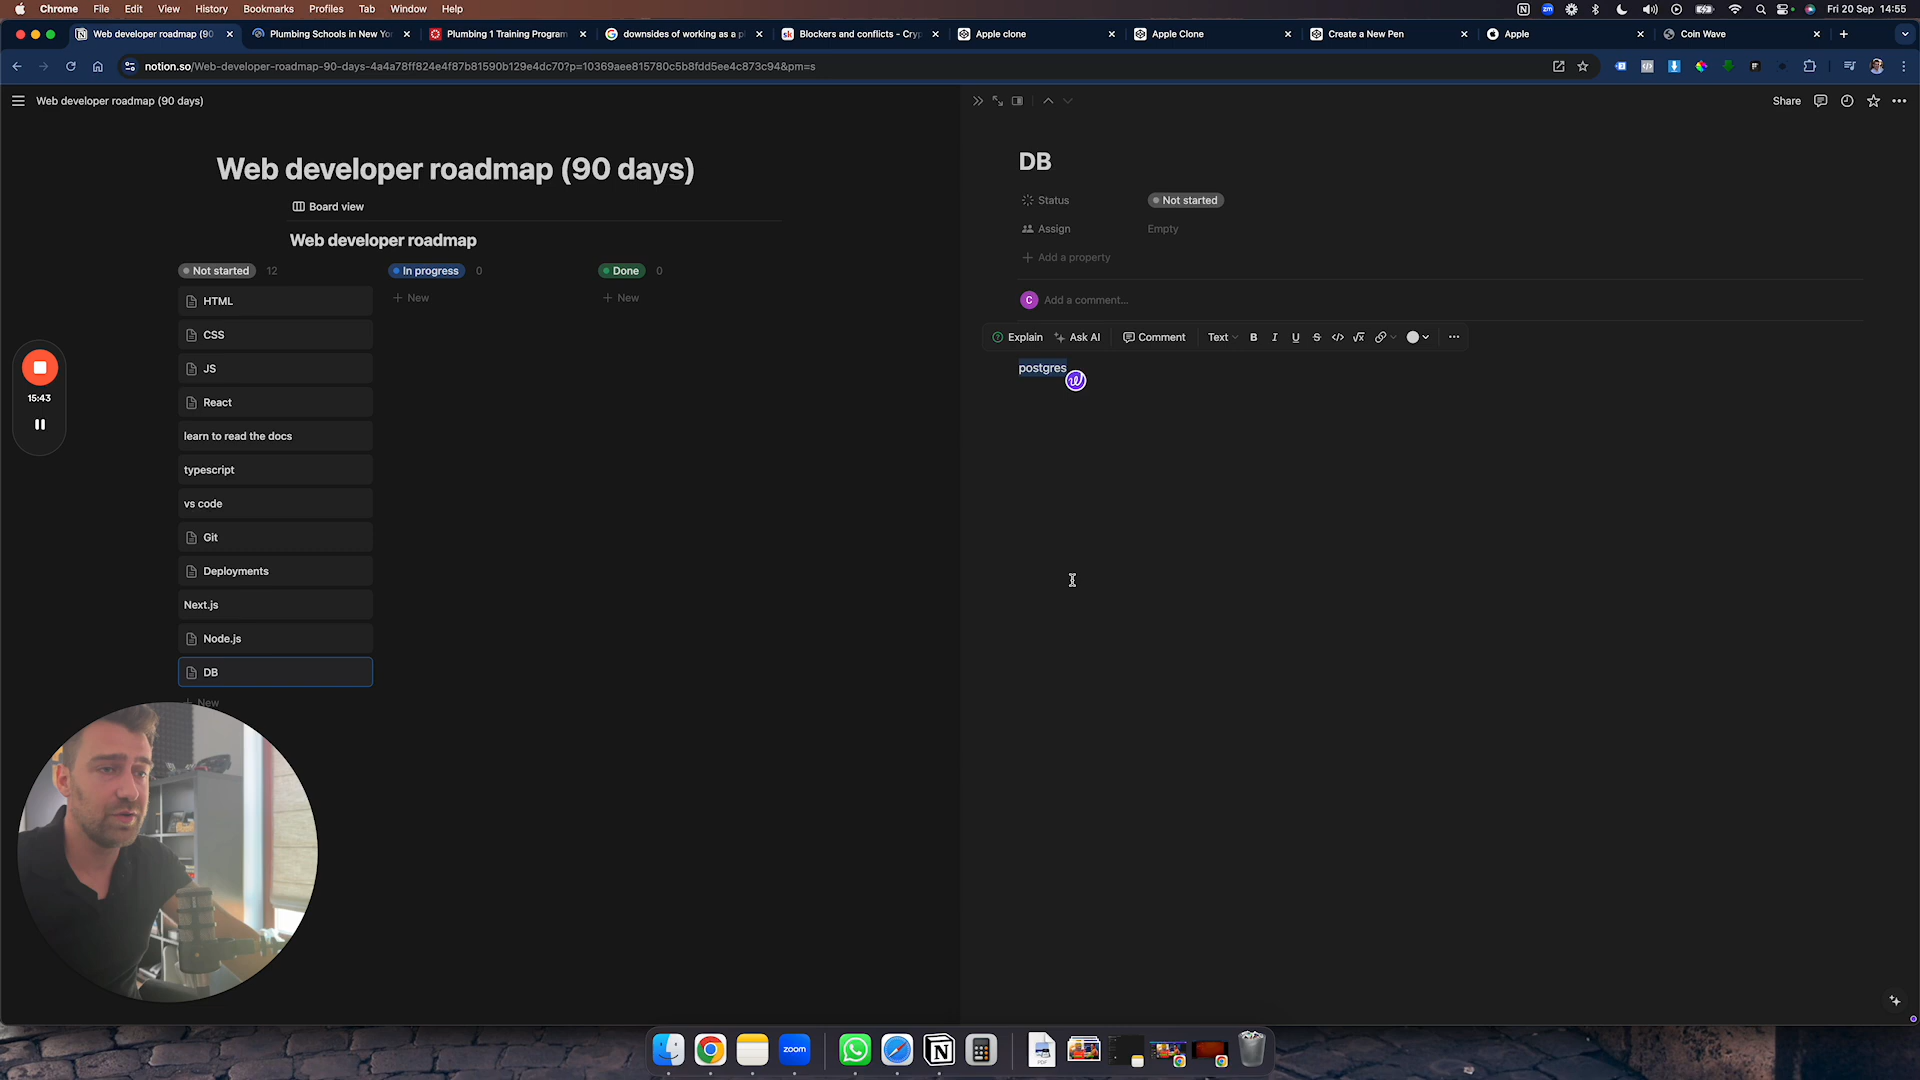 Chrome File Edit View History Bookmarks Profiles Tab Window Help
zm
Fri 20 Sep 14:55
Web developer roadmap (90
Plumbing Schools in New Yor
Plumbing 1 Training Program
downsides of working as a pl
Blockers and conflicts - Cryp
Apple clone
Apple Clone
Create a New Pen
Apple
Coin Wave
notion.so/Web-developer-roadmap-90-days-4a4a78ff824e4f87b81590b129e4dc70?p=10369aee815780c5b8fdd5ee4c873c94&pm=s
Web developer roadmap (90 days)
Share
Web developer roadmap (90 days)
Board view
Web developer roadmap
Not started 12
In progress 0
Done 0
HTML
+ New
+ New
CSS
JS
React
learn to read the docs
typescript
vs code
Git
Deployments
Next.js
Node.js
DB
+ New
15:43
DB
Status Not started
Assign Empty
+ Add a property
C Add a comment...
Explain Ask AI Comment Text B I U S </> √x
postgres
zoom
PDF